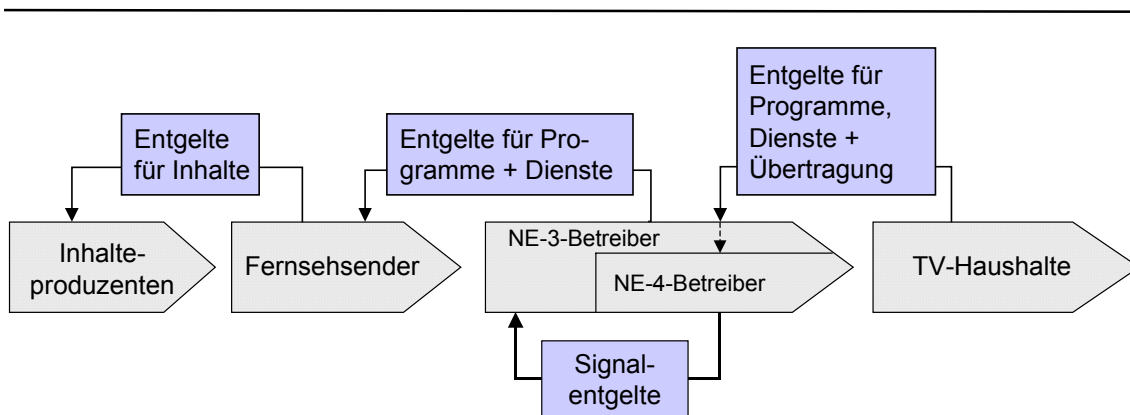 Entgelte für
Programme,
Dienste +
Übertragung
Entgelte
für Inhalte
Entgelte für Pro-
gramme + Dienste
Inhalte-
produzenten
Fernsehsender
NE-3-Betreiber
NE-4-Betreiber
TV-Haushalte
Signal-
entgelte